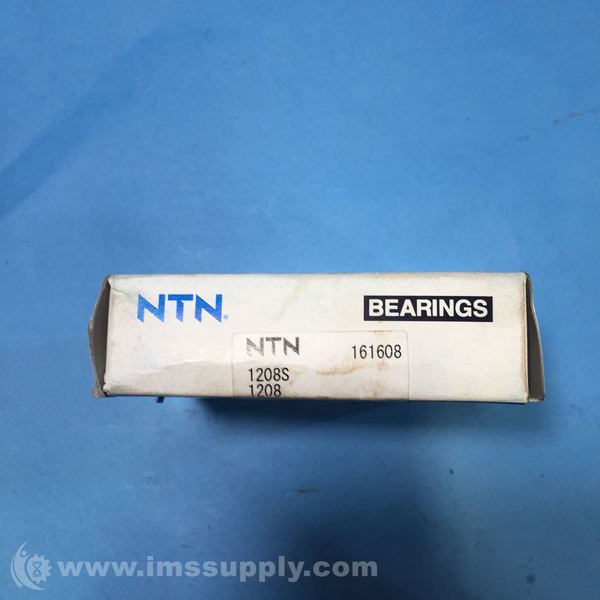 NTN®
BEARINGS
NTN 161608
1208S
1208
www.imssupply.com